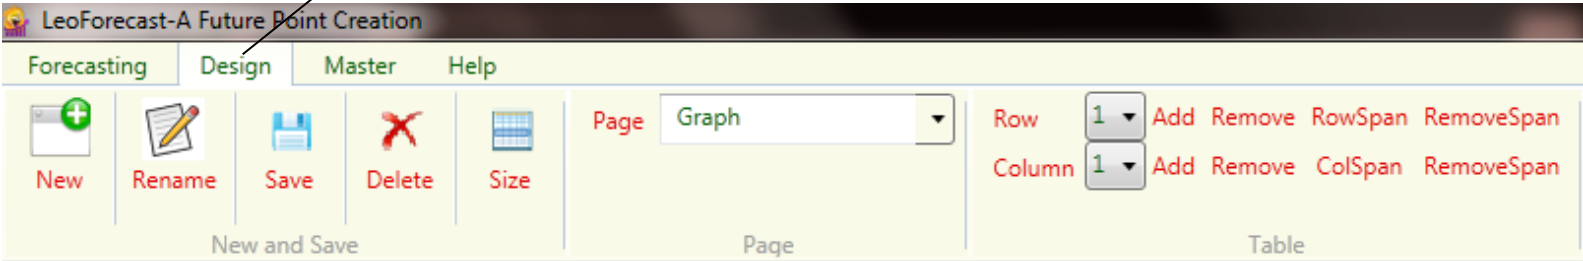 LeoForecast-A Future Point Creation
Forecasting Design Master Help
Page Graph
Row 1 Add Remove RowSpan RemoveSpan
Column 1 Add Remove ColSpan RemoveSpan
New Rename Save Delete Size
New and Save Page Table